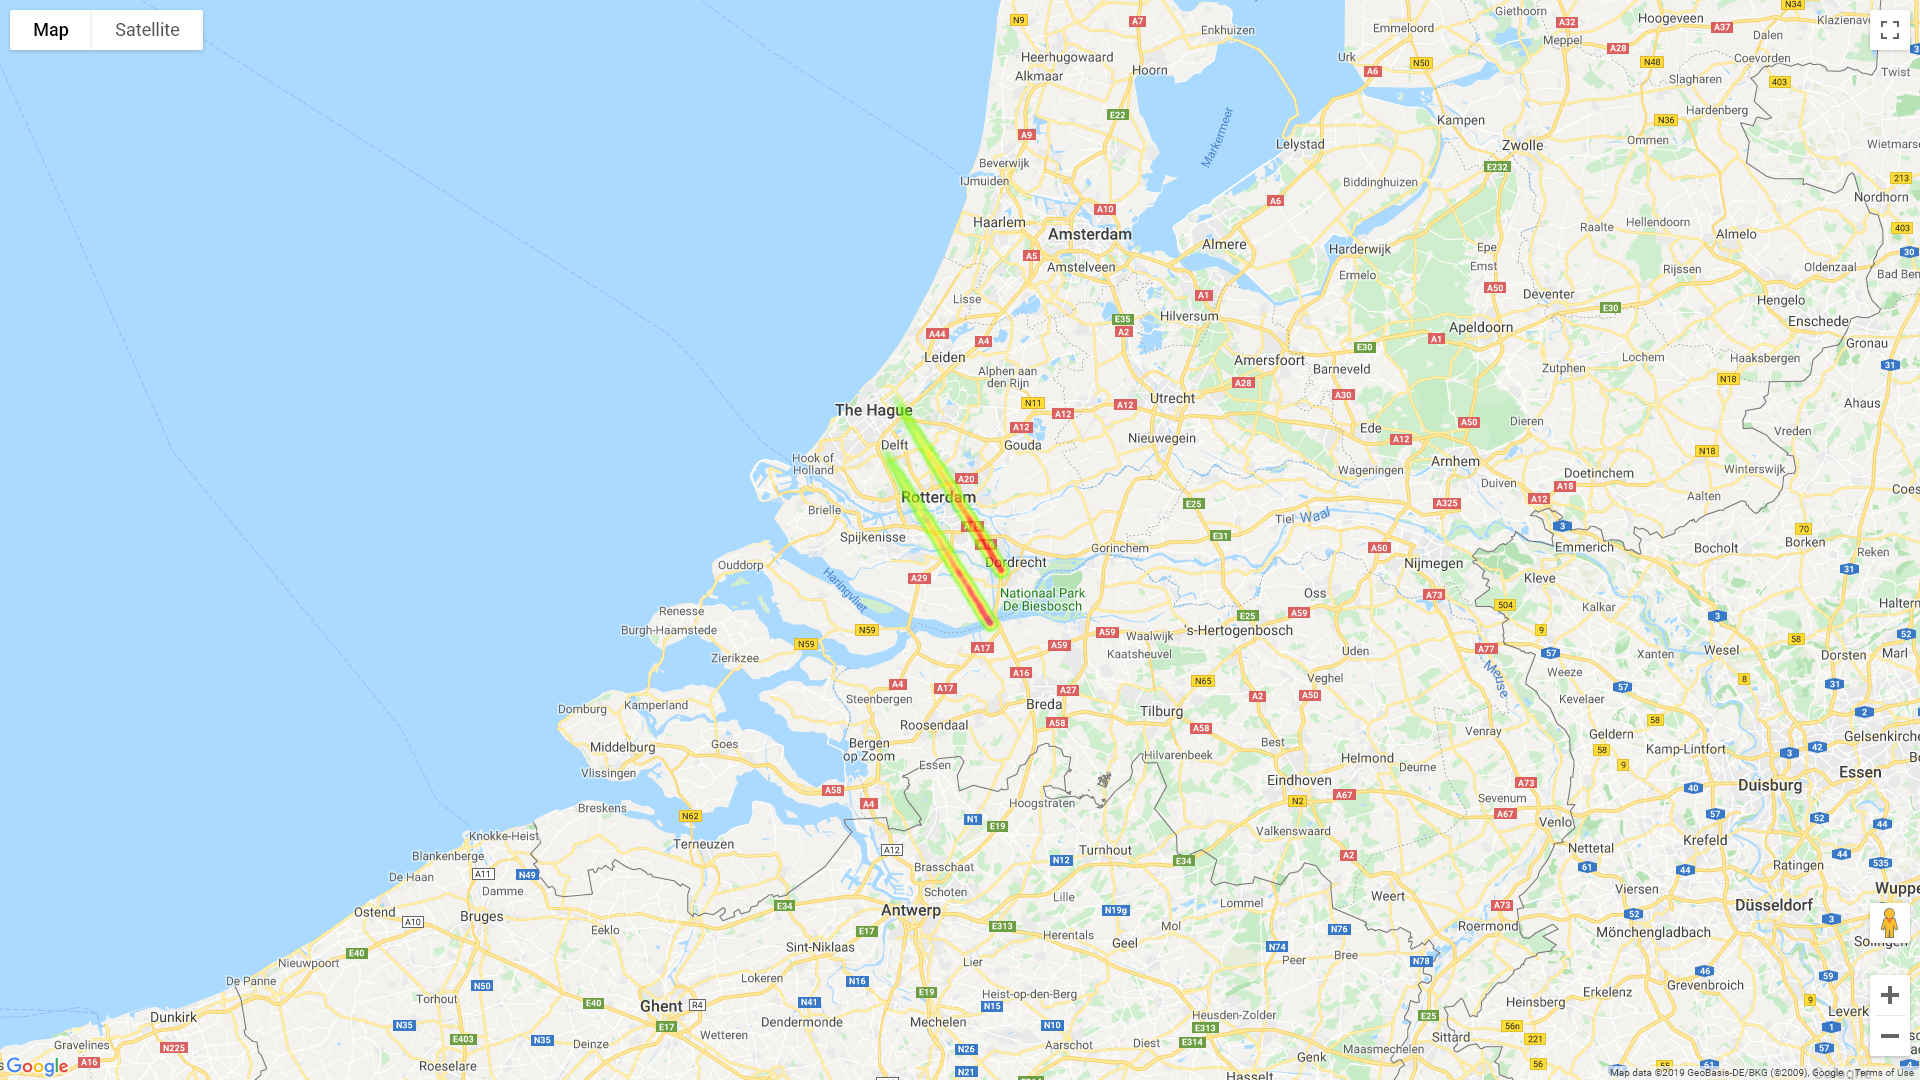 Map
Satellite
N9
A7
Enkhuizen
Emmeloord
Giethoorn
A32
Meppel
A28
Hoogeveen
N34
A37
Klazienave
Dalen
Heerhugowaard
Alkmaar
Hoorn
Urk
A6
N50
N48
Coevorden
Slagharen
403
Twist
Hardenberg
E22
Markermeer
Kampen
N36
A9
Lelystad
Zwolle
Ommen
Wietmars
Beverwijk
E232
IJmuiden
Biddinghuizen
213
Nordhorn
A6
A10
Haarlem
Amsterdam
Almere
Harderwijk
Epe
Raalte
Hellendoorn
Almelo
403
A5
Amstelveen
Ermelo
Emst
Rijssen
Oldenzaal
30
Bad Ben
Lisse
A1
A50
Deventer
E30
Hengelo
Enschede
E35
A2
Hilversum
Apeldoorn
A44
A4
E30
A1
Gronau
Leiden
Amersfoort
Barneveld
Lochem
Haaksbergen
31
Alphen aan
den Rijn
A28
Zutphen
N18
Ahaus
The Hague
N11
A12
A12
Utrecht
A30
A12
Ede
A12
A50
Dieren
Vreden
Delft
Gouda
Nieuwegein
N18
Hook of
Holland
Wageningen
Arnhem
Doetinchem
Winterswijk
A20
Duiven
A18
A12
Aalten
Coes
Rotterdam
Brielle
E25
Tiel
Waal
A325
3
70
Spijkenisse
Gorinchem
E31
A50
Emmerich
Bocholt
Borken
Reken
Ouddorp
Dordrecht
Nijmegen
31
Haringvliet
A29
Kleve
Nationaal Park
De Biesbosch
Oss
A73
504
Kalkar
Haltern
Renesse
Burgh-Haamstede
N59
N59
E25
A59
3
's-Hertogenbosch
9
58
52
A59
Waalwijk
A17
A59
Kaatsheuvel
Uden
A77
57
Xanten
Wesel
Dorsten
Marl
Zierikzee
Meuse
Weeze
A4
A17
A16
A27
N65
Veghel
A2
A50
57
8
31
Steenbergen
Kevelaer
Kamperland
Domburg
Breda
Tilburg
58
2
Roosendaal
A58
A58
Venray
Geldern
Middelburg
Goes
Bergen
op Zoom
Hilvarenbeek
Best
Helmond
58
Kamp-Lintfort
3
42
Gelsenkirche
Vlissingen
Essen
Deurne
9
Eindhoven
A73
40
Duisburg
Essen
Breskens
A58
A4
Hoogstraten
N2
A67
Sevenum
A67
57
N62
N1
E19
Valkenswaard
Venlo
52
44
Knokke-Heist
Terneuzen
A12
Turnhout
E34
A2
Nettetal
Krefeld
Blankenberge
N12
44
535
De Haan
A11
N49
Brasschaat
61
Ratingen
Damme
Schoten
Lille
Weert
Viersen
Wuppe
Ostend
A10
Bruges
E34
Antwerp
N19g
Lommel
A73
52
Düsseldorf
3
Eeklo
E17
E313
Mol
N76
Roermond
Mönchengladbach
E40
Sint-Niklaas
Herentals
Geel
N74
Solingen
Nieuwpoort
Lier
Peer
Bree
N78
46
59
De Panne
N50
Lokeren
N16
Grevenbroich
Torhout
E40
Ghent
R4
N41
E19
Heist-op-den-Berg
N15
Erkelenz
9
Heinsberg
Leverk
Dunkirk
N35
E17
Dendermonde
Mechelen
N10
Heusden-Zolder
E313
E25
56n
1
E403
N35
Wetteren
Sittard
221
Gravelines
N225
Deinze
N26
Aarschot
Diest
E314
Maasmechelen
57
A16
Roeselare
N21
Genk
56
Hasselt
Google
Map data ©2019 GeoBasis-DE/BKG (©2009), Google
Terms of Use